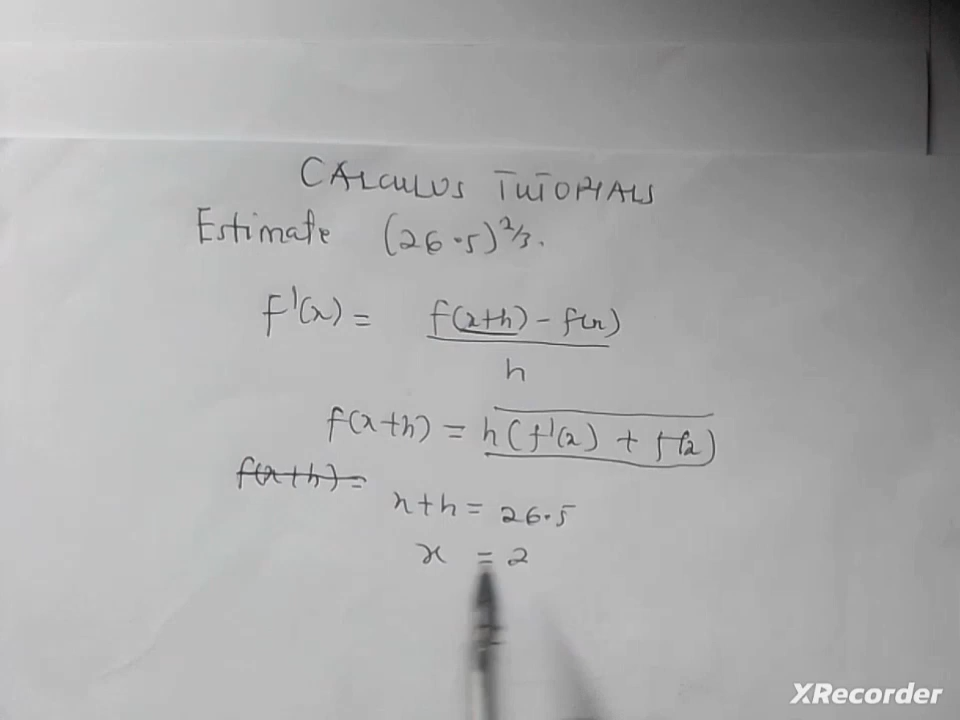 CALCULUS TUTORIALS
Estimate (26.5)^2/3.
f'(x) = f(x+h) - f(x)
h
f(x+h) = h(f'(x) + f(x)
f(x+h) =
x+h = 26.5
x = 2
XRecorder